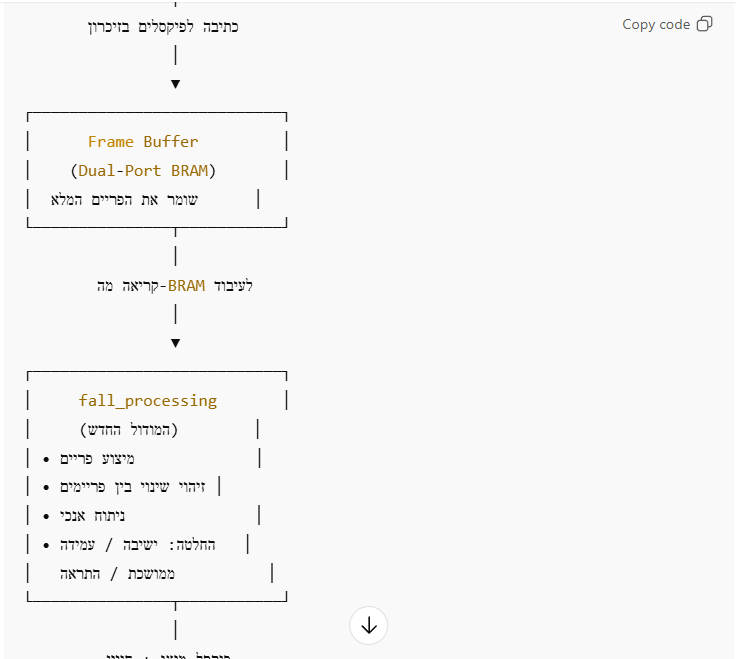 כתיבה לפיקסלים בזיכרון
Copy code
Frame Buffer
(Dual-Port BRAM)
שומר את הפריים המלא
קריאה מה-BRAM לעיבוד
fall_processing
(המודול החדש)
• מיצוע פריים
• זיהוי שינוי בין פריימים
• ניתוח אנכי
• החלטה: ישיבה / עמידה
ממושכת / התראה